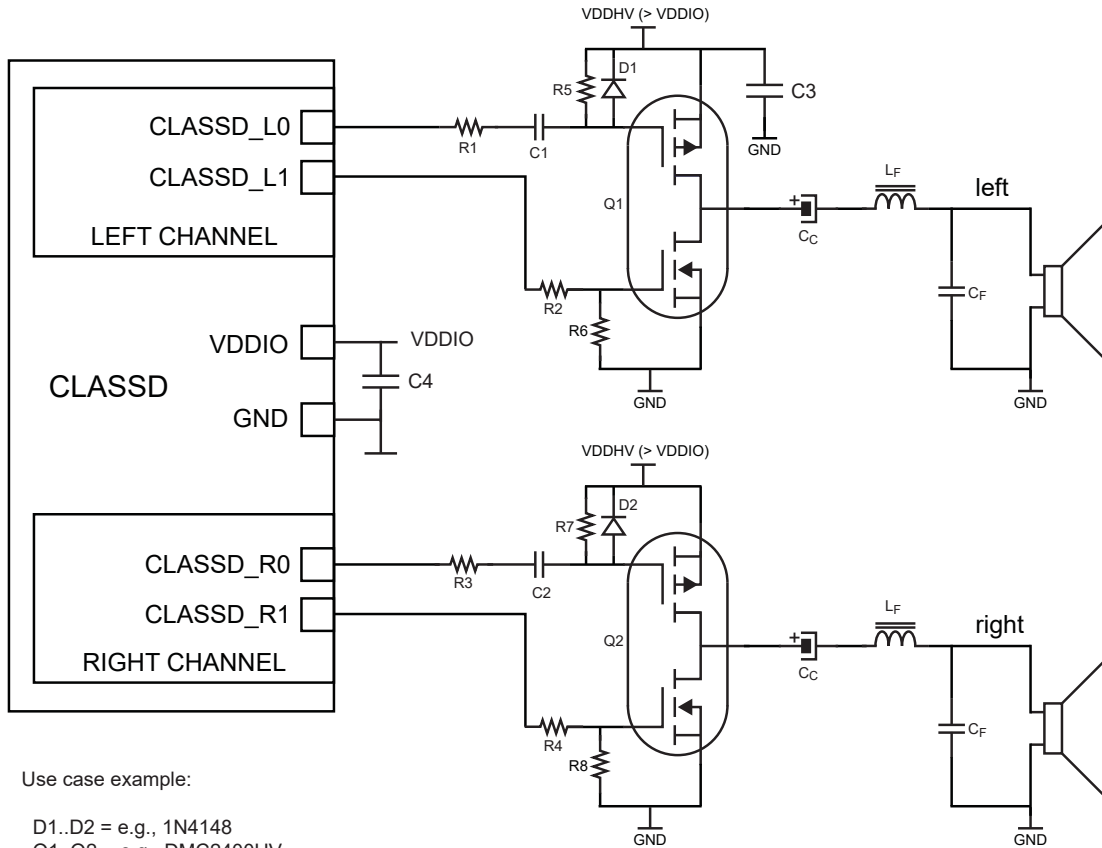 VDDHV (> VDDIO)
D1
R5
C3
GND
CLASSD_L0
R1
C1
CLASSD_L1
Q1
LEFT CHANNEL
+
CC
LF
left
CF
R2
R6
GND
GND
VDDIO
VDDIO
C4
CLASSD
GND
VDDHV (> VDDIO)
D2
R7
CLASSD_R0
R3
C2
CLASSD_R1
Q2
RIGHT CHANNEL
+
CC
LF
right
CF
R4
R8
GND
GND
Use case example:
D1..D2 = e.g., 1N4148